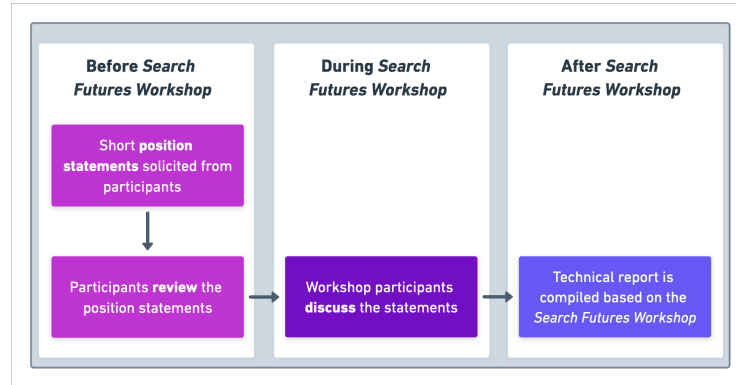 Before Search
Futures Workshop
Short position
statements solicited from
participants
Participants review the
position statements
During Search
Futures Workshop
Workshop participants
discuss the statements
After Search
Futures Workshop
Technical report is
compiled based on the
Search Futures Workshop